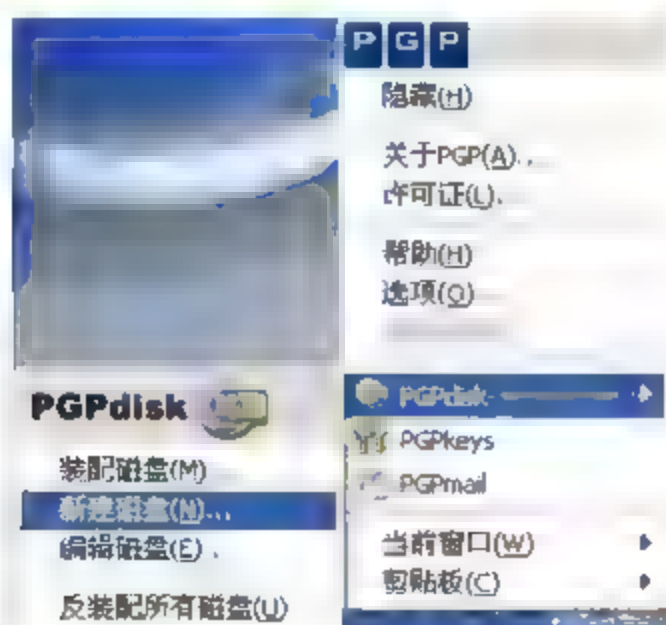 PGP
隐藏(H)
关于PGP(A)..
许可证(L).
帮助(H)
选项(O)
PGPdisk
PGPkeys
PGPmail
当前窗口(W)
剪贴板(C)
PGPdisk
装配磁盘(M)
新建磁盘(N)...
编辑磁盘(E).
反装配所有磁盘(U)